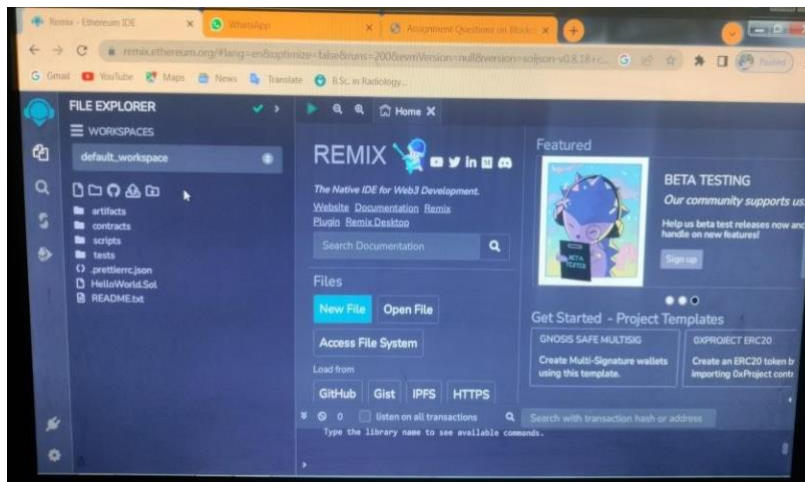 Remix - Ethereum IDE
WhatsApp
Assignment Questions on Block
remix.ethereum.org/#lang=en&optimize=false&runs=200&evmVersion=null&version=soljson-v0.8.18+c...
Paused
Gmail
YouTube
Maps
News
Translate
B.Sc. in Radiology...
FILE EXPLORER
WORKSPACES
default_workspace
artifacts
contracts
scripts
tests
.prettierrc.json
HelloWorld.Sol
README.txt
Home
REMIX
The Native IDE for Web3 Development.
Website Documentation Remix
Plugin Remix Desktop
Search Documentation
Files
New File
Open File
Access File System
Load from
GitHub
Gist
IPFS
HTTPS
Featured
BETA TESTING
Our community supports us.
Help us beta test releases now and
handle on new features!
Sign up
BETA
TESTER
Get Started - Project Templates
GNOSIS SAFE MULTISIG
Create Multi-Signature wallets
using this template.
0XPROJECT ERC20
Create an ERC20 token b
importing 0xProject contr
0
listen on all transactions
Search with transaction hash or address
Type the library name to see available commands.
>